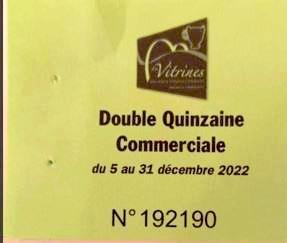 Vitrines
Double Quinzaine
Commerciale
du 5 au 31 décembre 2022
N° 192190